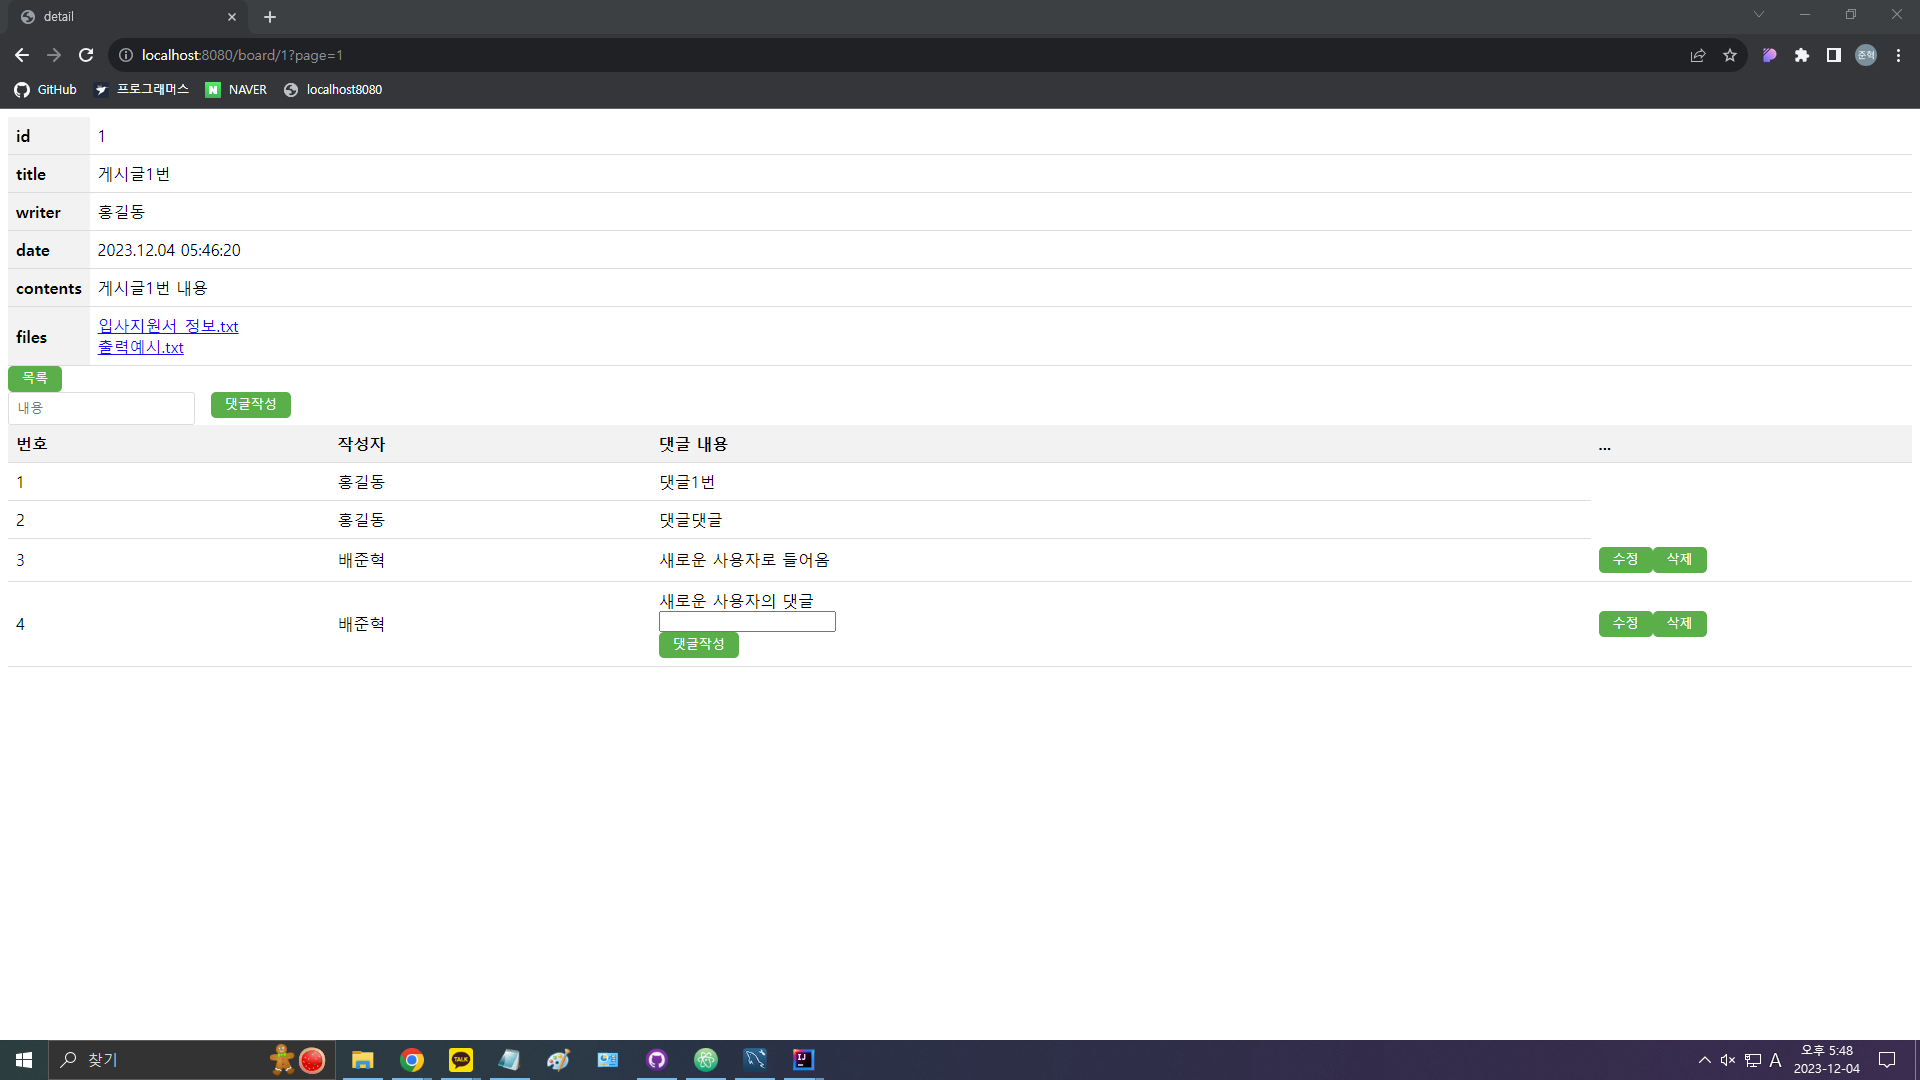 detail
localhost:8080/board/1?page=1
준혁
GitHub 프로그래머스 NAVER localhost8080
id 1
title 게시글1번
writer 홍길동
date 2023.12.04 05:46:20
contents 게시글1번 내용
files 입사지원서_정보.txt
출력예시.txt
목록
내용 댓글작성
번호 작성자 댓글 내용 ...
1 홍길동 댓글1번
2 홍길동 댓글댓글
3 배준혁 새로운 사용자로 들어옴 수정 삭제
4 배준혁 새로운 사용자의 댓글 수정 삭제
댓글작성
찾기
TALK
IJ
A
오후 5:48
2023-12-04